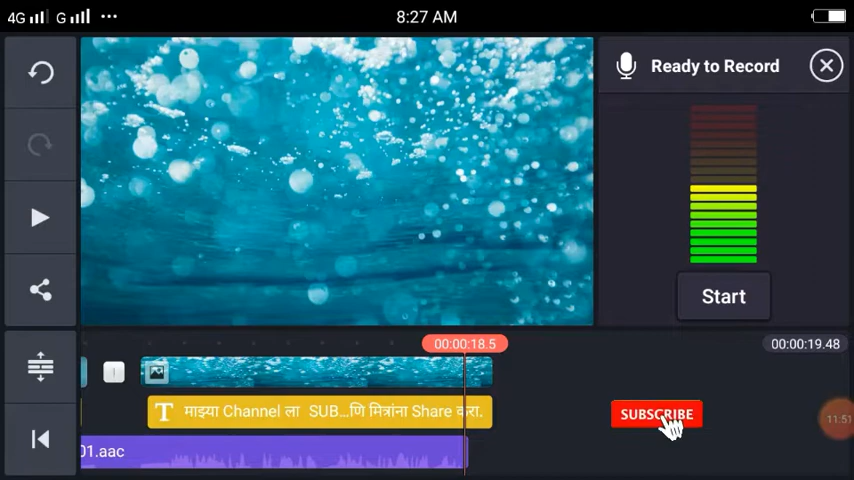 4G G ••• 8:27 AM
Ready to Record
Start
00:00:18.5
00:00:19.48
T माझ्या Channel ला SUB...णि मित्रांना Share करा.
SUBSCRIBE
11:51
01.aac